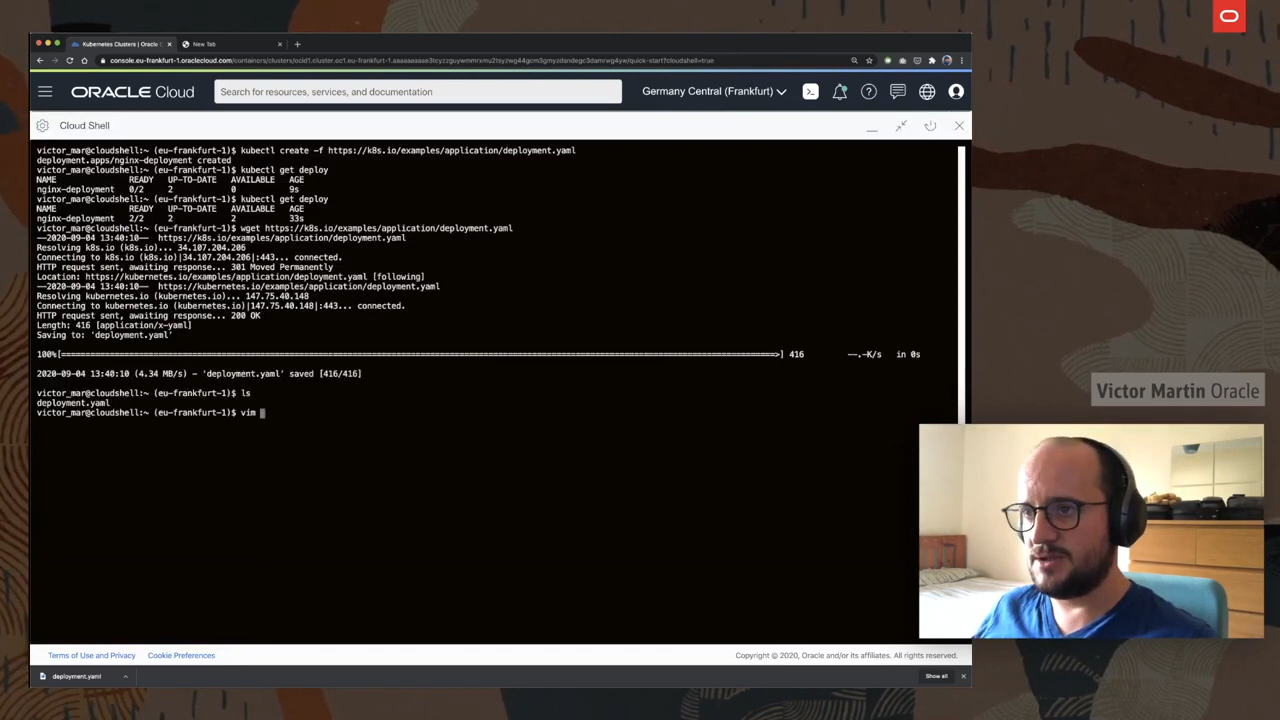 Kubernetes Clusters | Oracle C
New Tab
console.eu-frankfurt-1.oraclecloud.com/containers/clusters/ocid1.cluster.oc1.eu-frankfurt-1.
ORACLE Cloud
Search for resources, services, and documentation
Germany Central (Frankfurt)
Cloud Shell
victor_mar@cloudshell:~ (eu-frankfurt-1)$ kubectl create -f https://k8s.io/examples/application/deployment.yaml
deployment.apps/nginx-deployment created
victor_mar@cloudshell:~ (eu-frankfurt-1)$ kubectl get deploy
NAME READY UP-TO-DATE AVAILABLE AGE
nginx-deployment 0/2 2 0 9s
victor_mar@cloudshell:~ (eu-frankfurt-1)$ kubectl get deploy
NAME READY UP-TO-DATE AVAILABLE AGE
nginx-deployment 2/2 2 2 33s
victor_mar@cloudshell:~ (eu-frankfurt-1)$ wget https://k8s.io/examples/application/deployment.yaml
--2020-09-04 13:40:10-- https://k8s.io/examples/application/deployment.yaml
Resolving k8s.io (k8s.io)... 34.107.204.206
Connecting to k8s.io (k8s.io)|34.107.204.206|:443... connected.
HTTP request sent, awaiting response... 301 Moved Permanently
Location: https://kubernetes.io/examples/application/deployment.yaml [following]
--2020-09-04 13:40:10-- https://kubernetes.io/examples/application/deployment.yaml
Resolving kubernetes.io (kubernetes.io)... 147.75.40.148
Connecting to kubernetes.io (kubernetes.io)|147.75.40.148|:443... connected.
HTTP request sent, awaiting response... 200 OK
Length: 416 [application/x-yaml]
Saving to: 'deployment.yaml'
100%[======================================================================>] 416 --.-K/s in 0s
2020-09-04 13:40:10 (4.34 MB/s) - 'deployment.yaml' saved [416/416]
victor_mar@cloudshell:~ (eu-frankfurt-1)$ ls
deployment.yaml
victor_mar@cloudshell:~ (eu-frankfurt-1)$ vim
Victor Martin Oracle
Terms of Use and Privacy Cookie Preferences
Copyright © 2020, Oracle and/or its affiliates. All rights reserved.
deployment.yaml
Show all